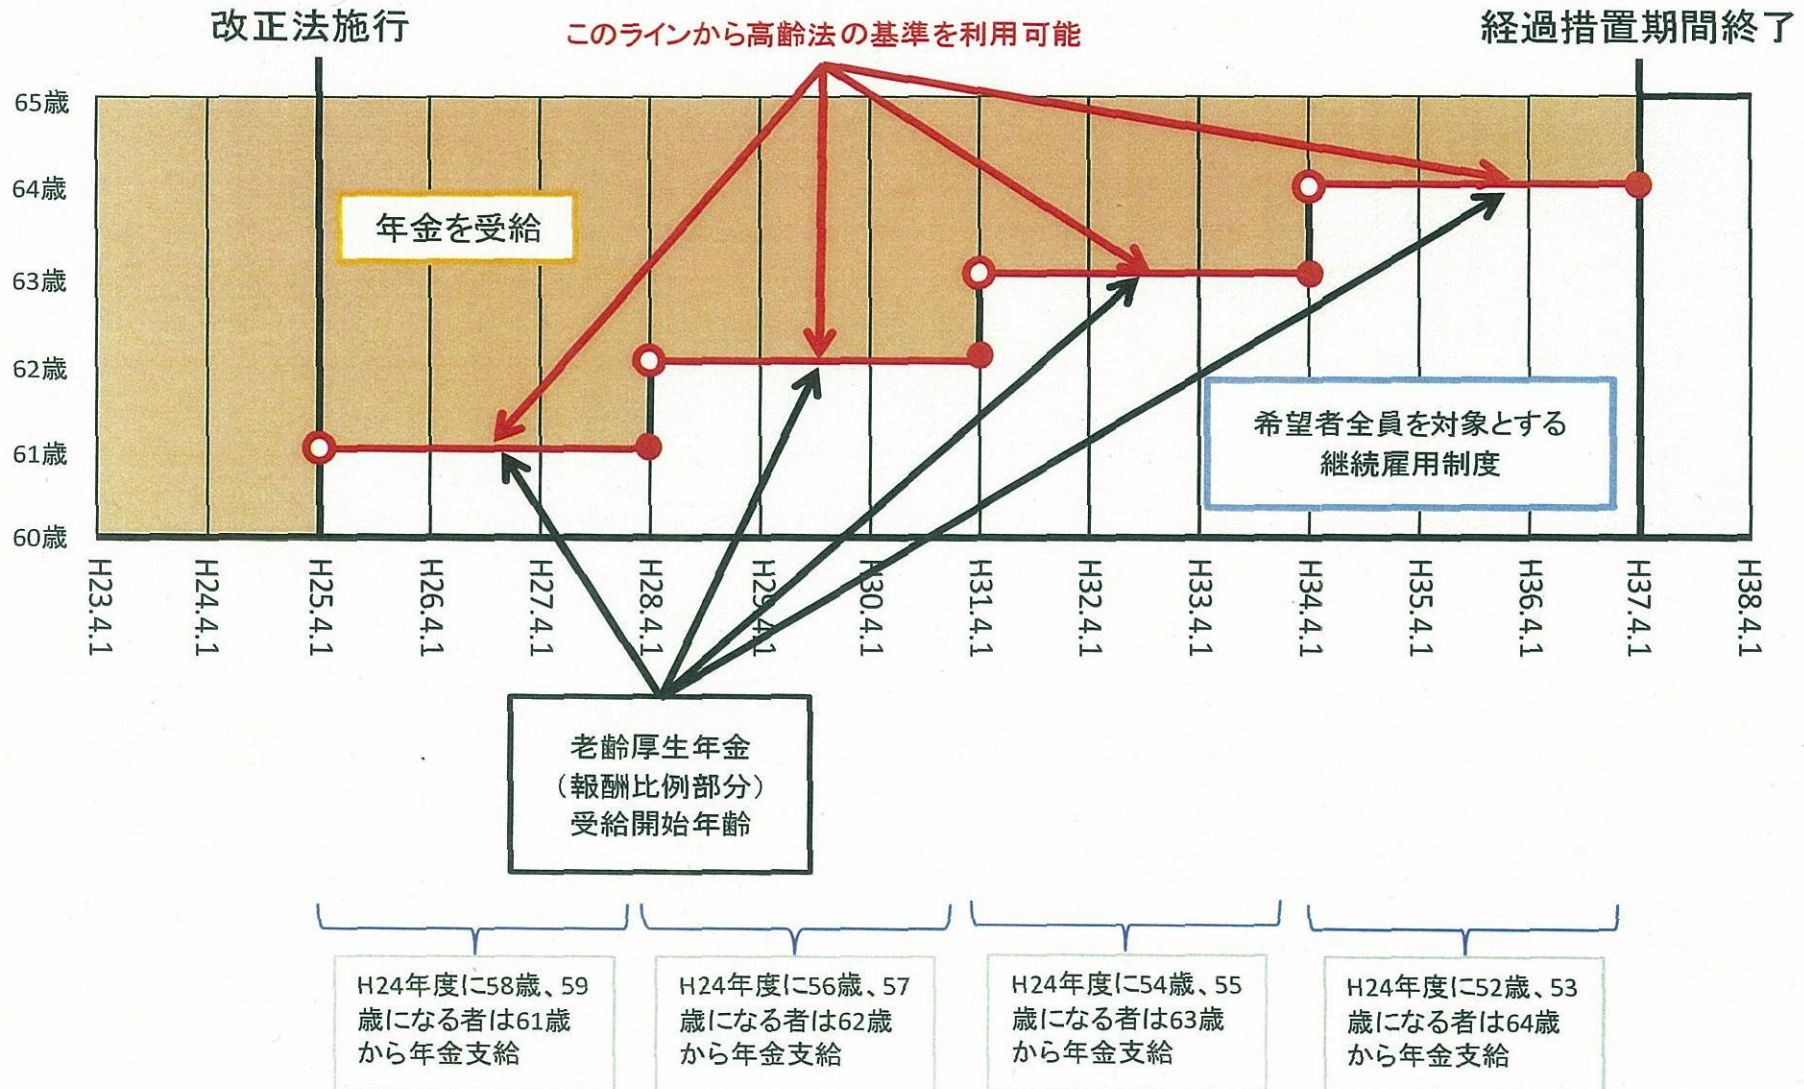 改正法施行
このラインから高齢法の基準を利用可能
経過措置期間終了
65歳
64歳
63歳
62歳
61歳
60歳
年金を受給
希望者全員を対象とする
継続雇用制度
H23.4.1
H24.4.1
H25.4.1
H26.4.1
H27.4.1
H28.4.1
H29.4.1
H30.4.1
H31.4.1
H32.4.1
H33.4.1
H34.4.1
H35.4.1
H36.4.1
H37.4.1
H38.4.1
老齢厚生年金
(報酬比例部分)
受給開始年齢
H24年度に58歳、59
歳になる者は61歳
から年金支給
H24年度に56歳、57
歳になる者は62歳
から年金支給
H24年度に54歳、55
歳になる者は63歳
から年金支給
H24年度に52歳、53
歳になる者は64歳
から年金支給